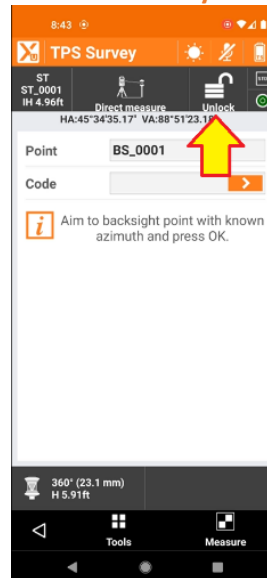 8:43
TPS Survey
ST
ST_0001
IH 4.96ft
Direct measure
Unlock
HA:45°34'35.17" VA:88°51'23.18"
Point BS_0001
Code
i Aim to backsight point with known
azimuth and press OK.
360° (23.1 mm)
H 5.91ft
Tools
Measure